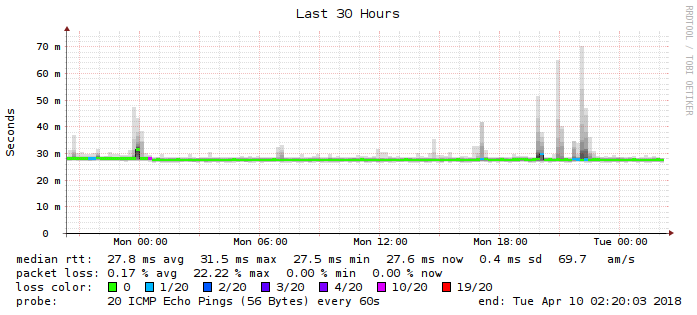 Last 30 Hours
RRDTOOL / TOBI OETIKER
Seconds
70 m
60 m
50 m
40 m
30 m
20 m
10 m
0
Mon 00:00 Mon 06:00 Mon 12:00 Mon 18:00 Tue 00:00
median rtt: 27.8 ms avg 31.5 ms max 27.5 ms min 27.6 ms now 0.4 ms sd 69.7 am/s
packet loss: 0.17 % avg 22.22 % max 0.00 % min 0.00 % now
loss color: 0 1/20 2/20 3/20 4/20 10/20 19/20
probe: 20 ICMP Echo Pings (56 Bytes) every 60s end: Tue Apr 10 02:20:03 2018